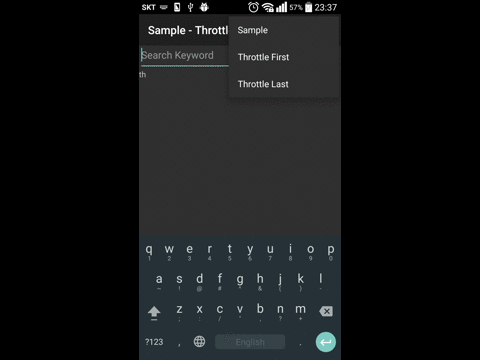 SKT 57% 23:37
Sample - Throttl
Sample
Search Keyword
Throttle First
th
Throttle Last
q w e r t y u i o p
1 2 3 4 5 6 7 8 9 0
a s d f g h j k l
~ ! @ # " & ( )
z x c v b n m
- : / ' , ? +
?123 , English .